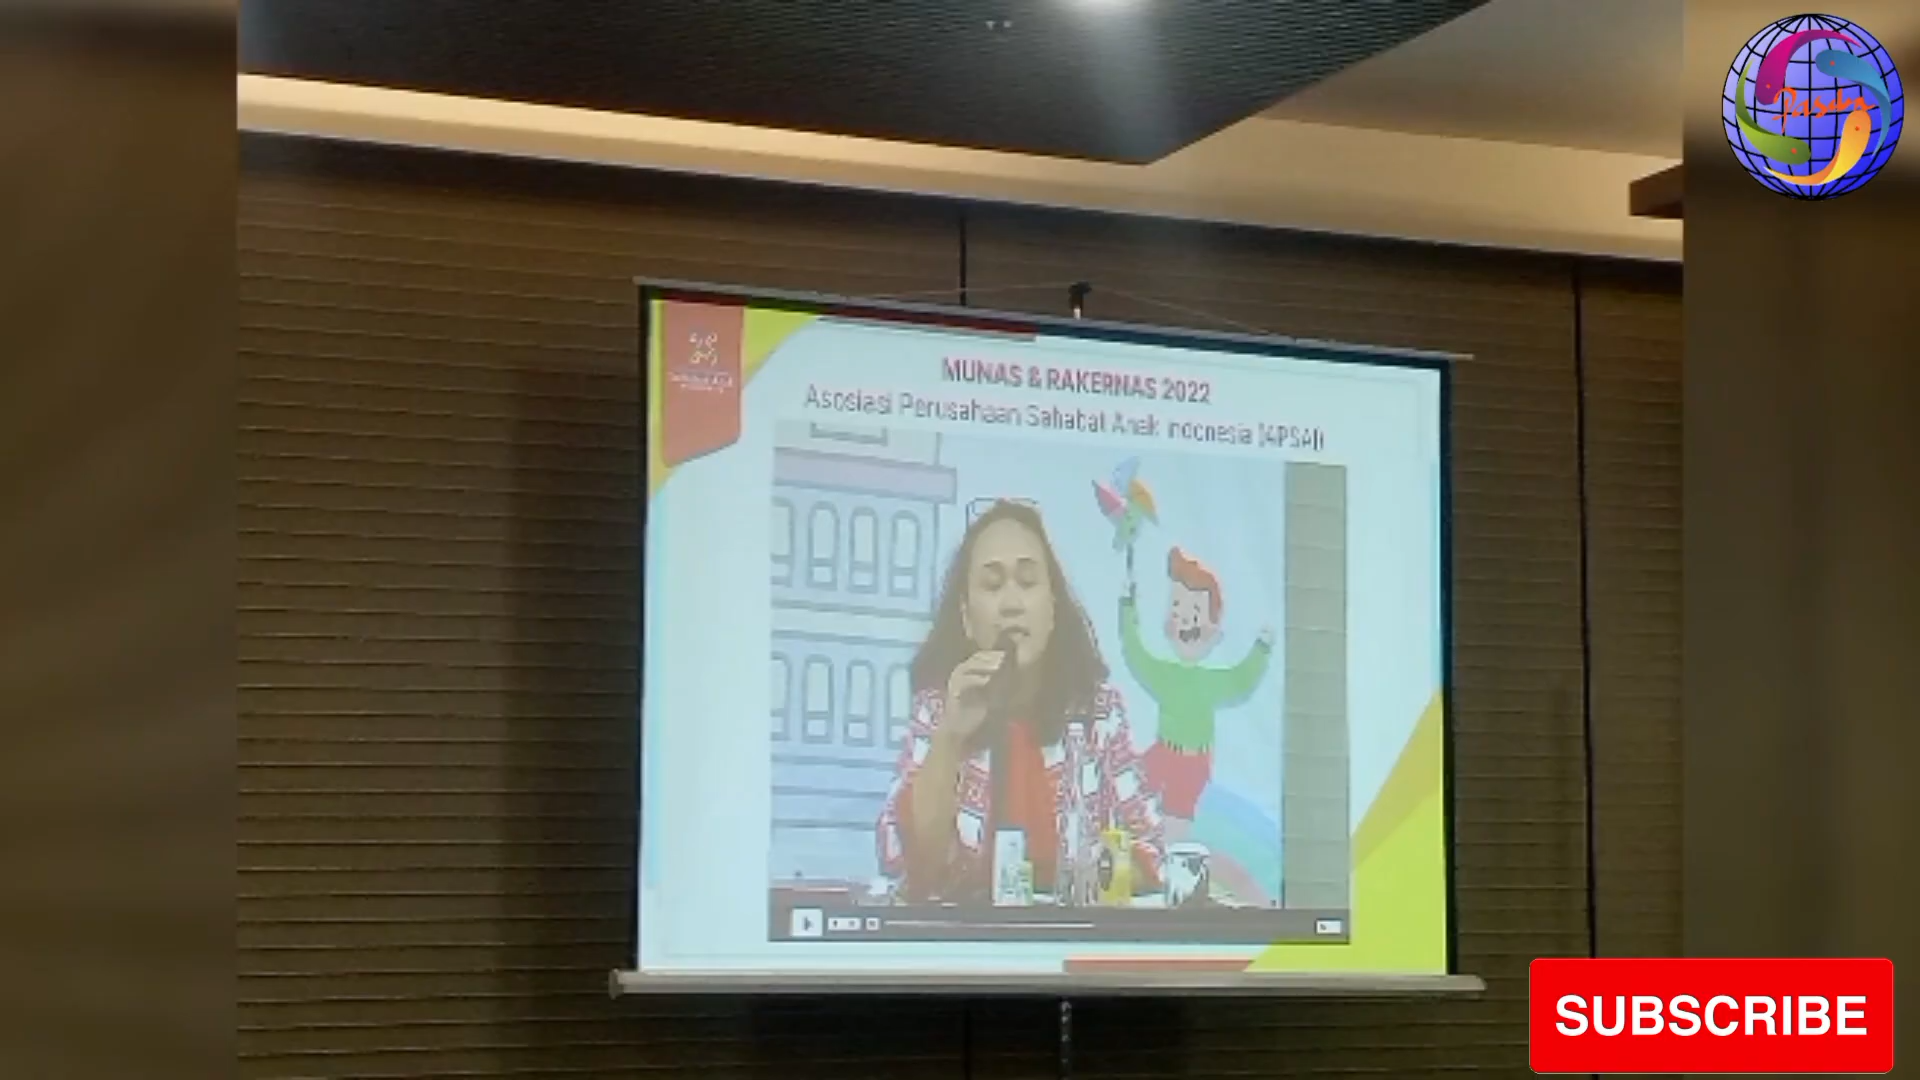 MUNAS & RAKERNAS 2022
Asosiasi Perusahaan Sahabat Anak Indonesia (APSAI)
SUBSCRIBE